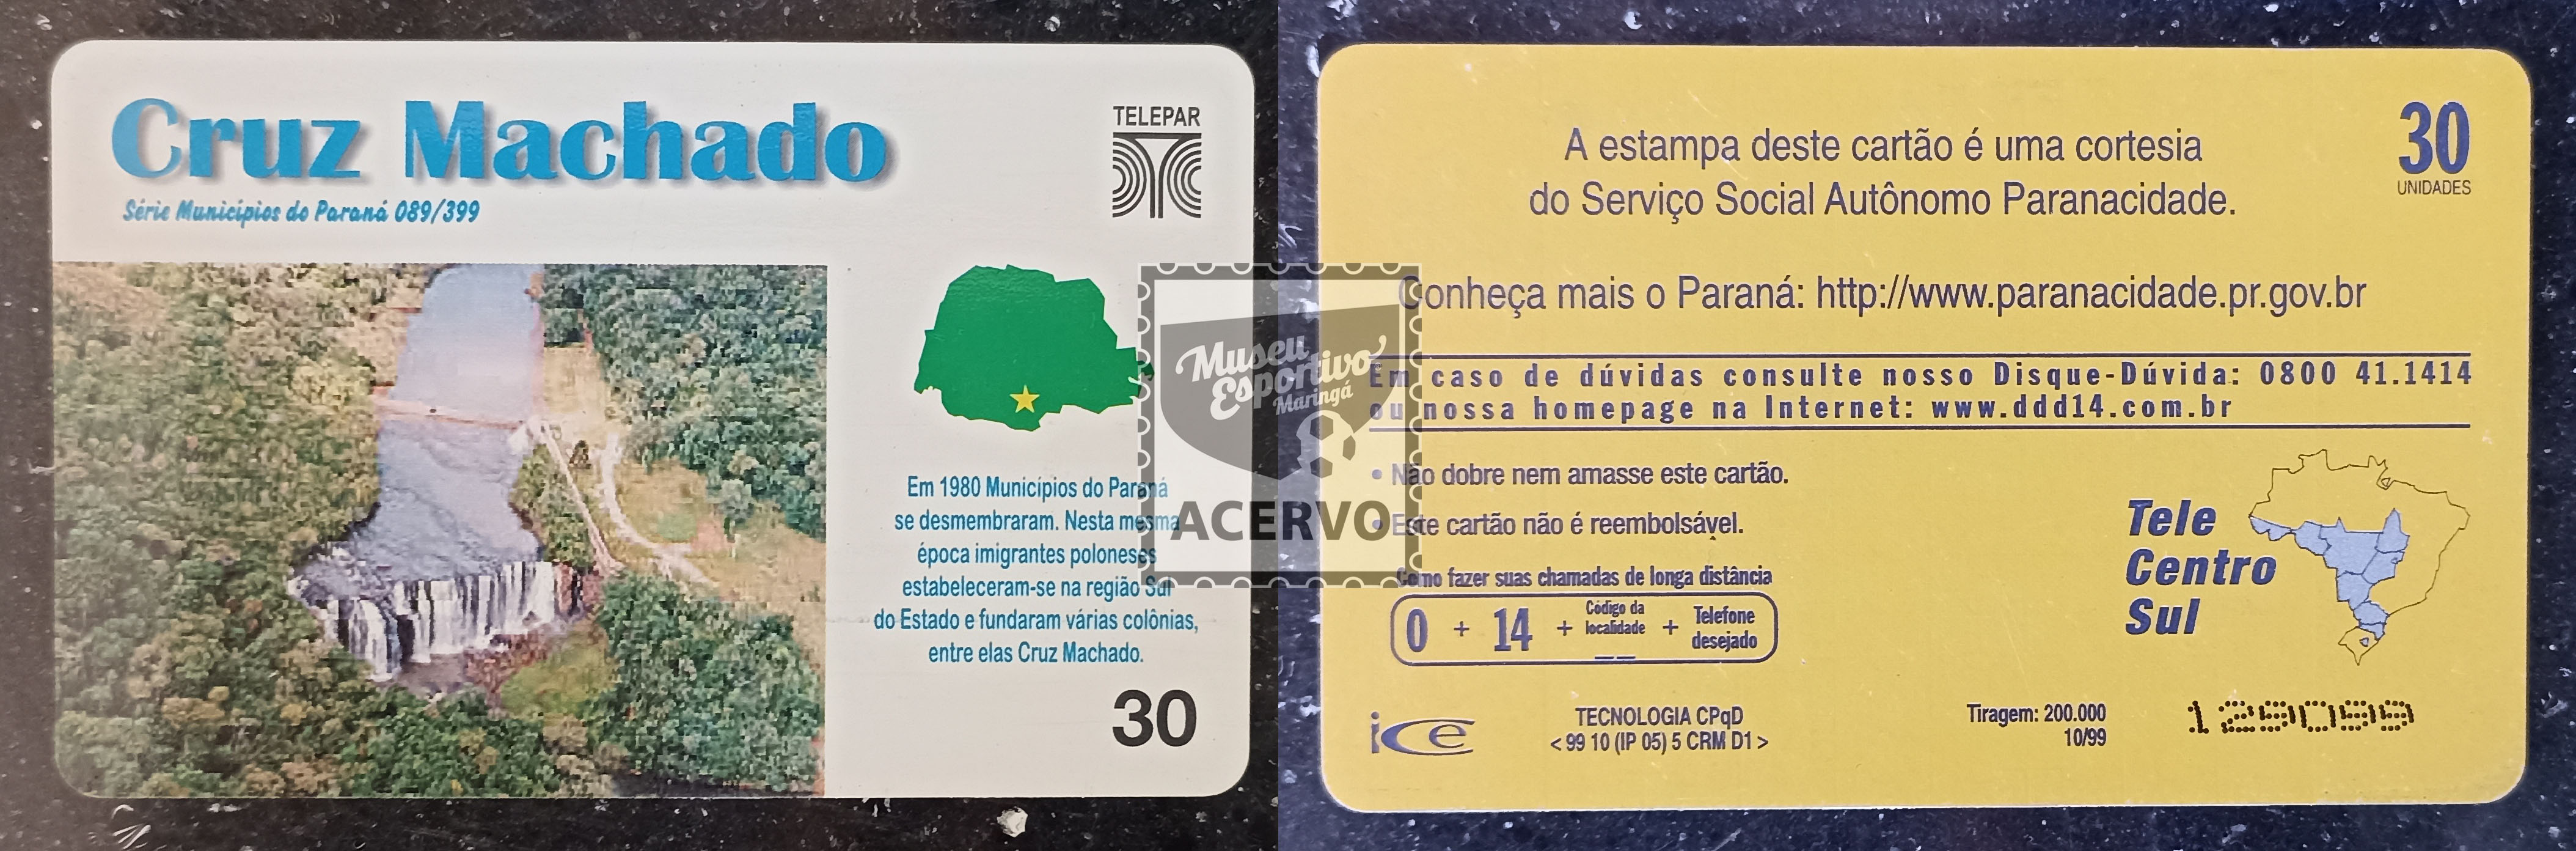 Cruz Machado
Série Municípios do Paraná 089/399
TELEPAR
Em 1980 Municípios do Paraná
se desmembraram. Nesta mesma
época imigrantes poloneses
estabeleceram-se na região Sul
do Estado e fundaram várias colônias,
entre elas Cruz Machado.
30
Museu
Esportivo
Maringá
ACERVO
A estampa deste cartão é uma cortesia
do Serviço Social Autônomo Paranacidade.
30
UNIDADES
Conheça mais o Paraná: http://www.paranacidade.pr.gov.br
Em caso de dúvidas consulte nosso Disque-Dúvida: 0800 41.1414
ou nossa homepage na Internet: www.ddd14.com.br
• Não dobre nem amasse este cartão.
• Este cartão não é reembolsável.
Como fazer suas chamadas de longa distância
0 + 14 + Código da localidade + Telefone desejado
Tele
Centro
Sul
ice
TECNOLOGIA CPqD
< 99 10 (IP 05) 5 CRM D1 >
Tiragem: 200.000
10/99
129099